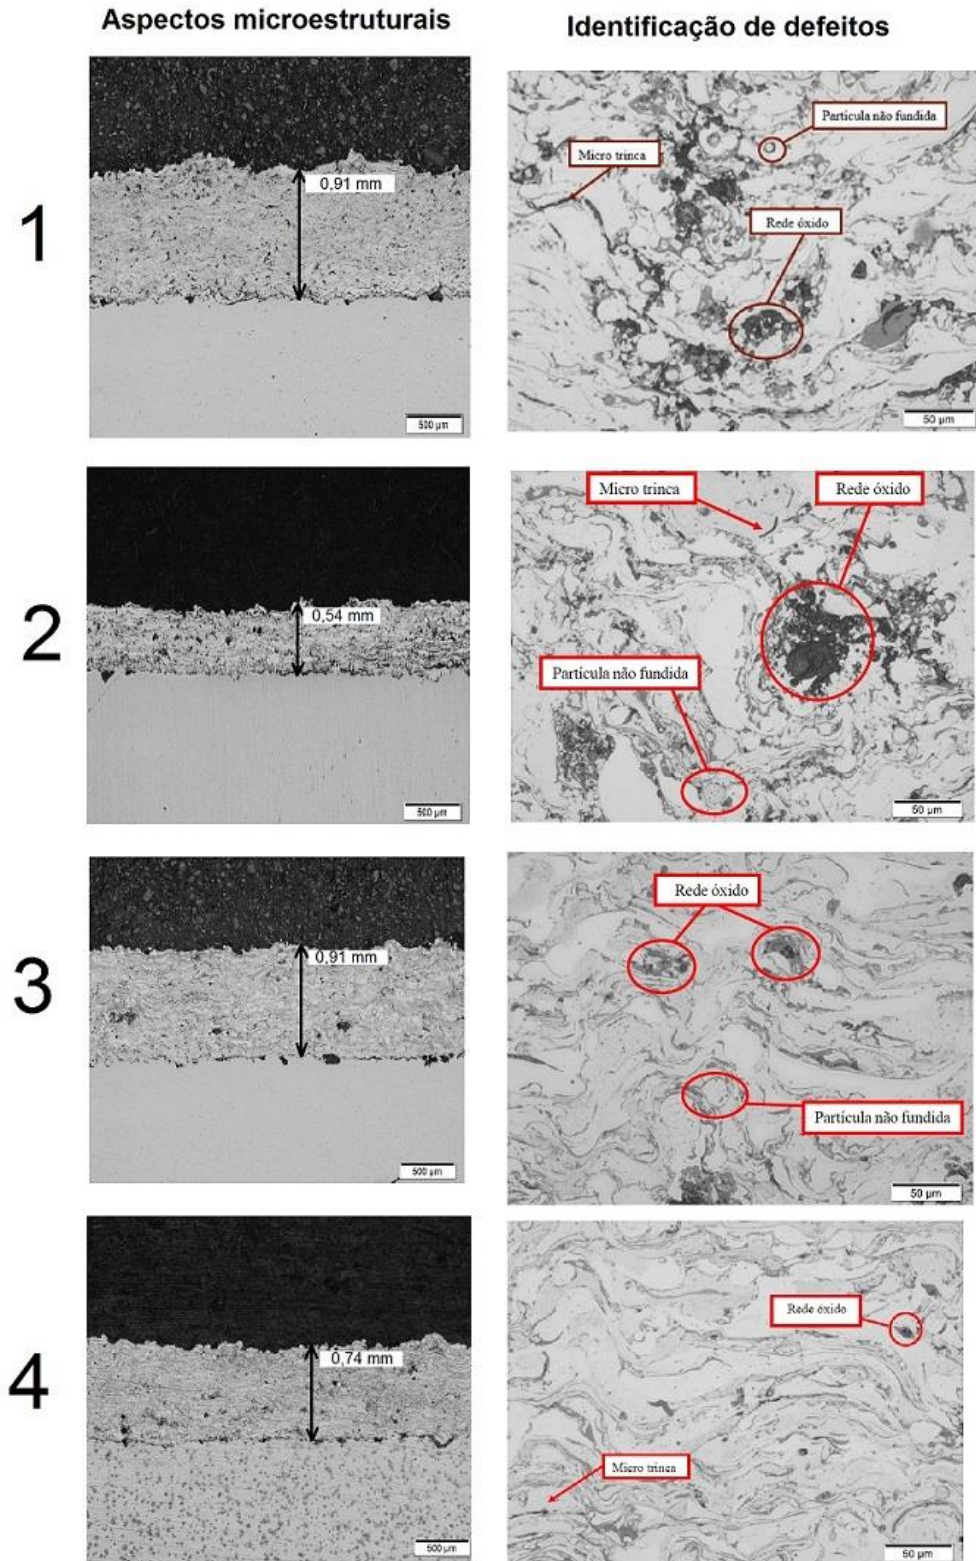 Aspectos microestruturais
Identificação de defeitos
1
0,91 mm
500 µm
Partícula não fundida
Micro trinca
Rede óxido
50 µm
2
0,54 mm
500 µm
Micro trinca
Rede óxido
Partícula não fundida
50 µm
3
0,91 mm
500 µm
Rede óxido
Partícula não fundida
50 µm
4
0,74 mm
500 µm
Rede óxido
Micro trinca
50 µm